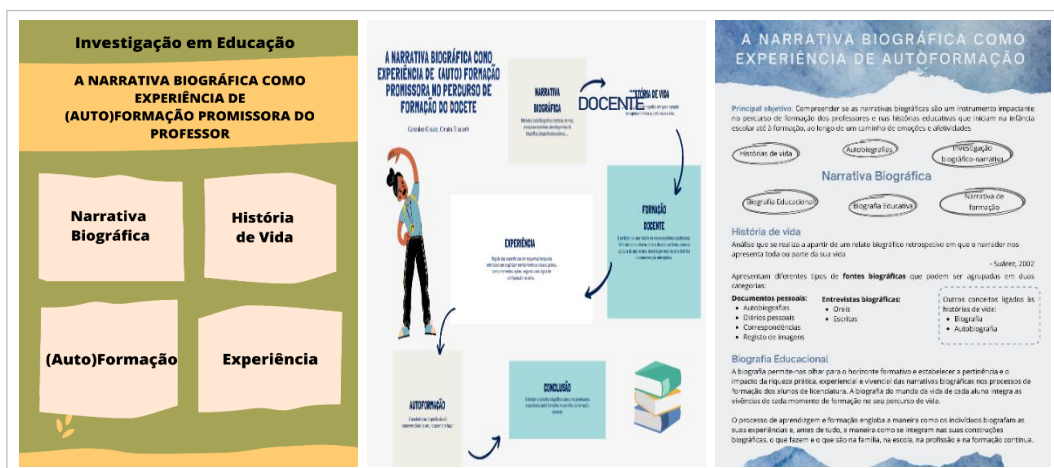 Investigação em Educação
A NARRATIVA BIOGRÁFICA COMO
EXPERIÊNCIA DE
(AUTO)FORMAÇÃO PROMISSORA DO
PROFESSOR
Narrativa
Biográfica
História
de Vida
(Auto)Formação
Experiência
A NARRATIVA BIOGRÁFICA COMO
EXPERIÊNCIA DE (AUTO) FORMAÇÃO
PROMISSORA NO PERCURSO DE
FORMAÇÃO DO DOCETE
NARRATIVA
BIOGRÁFICA
DOCENTE
DE VIDA
FORMAÇÃO
DOCENTE
EXPERIÊNCIA
AUTOFORMAÇÃO
CONCLUSÃO
A NARRATIVA BIOGRÁFICA COMO
EXPERIÊNCIA DE AUTOFORMAÇÃO
Principal objetivo: Compreender se as narrativas biográficas são um instrumento impactante
no percurso de formação dos professores e nas histórias educativas que iniciam na infância
escolar até à formação, ao longo de um caminho de emoções e afetividades
Histórias de vida
Autobiografias
Investigação
biográfico-narrativa
Narrativa Biográfica
Biografia Educacional
Biografia Educativa
Narrativa de
formação
História de vida
Análise que se realiza a apartir de um relato biográfico retrospecivo em que o narrador nos
apresenta toda ou parte da sua vida
- Suárez, 2002
Apresentam diferentes tipos de fontes biográficas que podem ser agrupadas em duas
categorias:
Documentos pessoais:
• Autobiografias
• Diários pessoais
• Correspondências
• Registo de imagens
Entrevistas biográficas:
• Orais
• Escritas
Outros concertos ligados às
histórias de vida:
• Biografia
• Autobiografia
Biografia Educacional
A biografia permite-nos olhar para o horizonte formativo e estabelecer a pertinência e o
impacto da riqueza prática, experiencial e vivencial das narrativas biográficas nos processos de
formação dos alunos de licenciatura. A biografia do mundo de vida de cada aluno integra as
vivências de cada momento de formação no seu percurso de vida.
O processo de aprendizgem e formação engloba a maneira como os indivíduos biografam as
suas experiências e, antes de tudo, a maneira como se integram nas suas construções
biográficas, o que fazem e o que são na família, na escola, na profissão e na formação contínua.